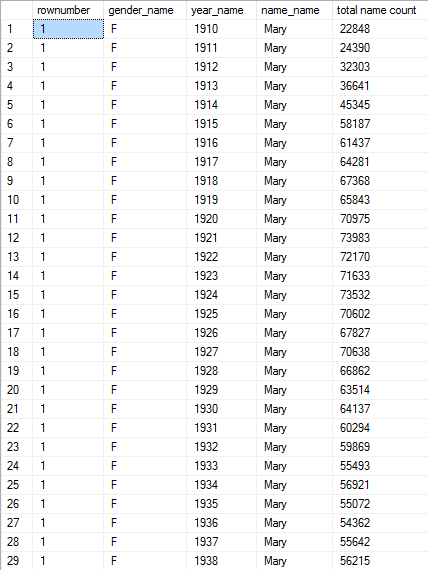 rownumber gender_name year_name name_name total name count
1 1 F 1910 Mary 22848
2 1 F 1911 Mary 24390
3 1 F 1912 Mary 32303
4 1 F 1913 Mary 36641
5 1 F 1914 Mary 45345
6 1 F 1915 Mary 58187
7 1 F 1916 Mary 61437
8 1 F 1917 Mary 64281
9 1 F 1918 Mary 67368
10 1 F 1919 Mary 65843
11 1 F 1920 Mary 70975
12 1 F 1921 Mary 73983
13 1 F 1922 Mary 72170
14 1 F 1923 Mary 71633
15 1 F 1924 Mary 73532
16 1 F 1925 Mary 70602
17 1 F 1926 Mary 67827
18 1 F 1927 Mary 70638
19 1 F 1928 Mary 66862
20 1 F 1929 Mary 63514
21 1 F 1930 Mary 64137
22 1 F 1931 Mary 60294
23 1 F 1932 Mary 59869
24 1 F 1933 Mary 55493
25 1 F 1934 Mary 56921
26 1 F 1935 Mary 55072
27 1 F 1936 Mary 54362
28 1 F 1937 Mary 55642
29 1 F 1938 Mary 56215